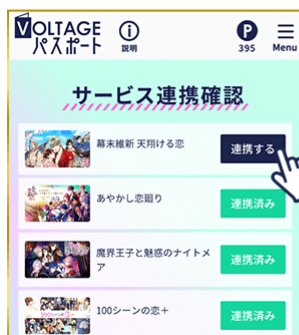 VOLTAGE
パスポート
説明
P
395
Menu
サービス連携確認
幕末維新 天翔ける恋
連携する
あやかし恋廻り
連携済み
魔界王子と魅惑のナイトメ
ア
連携済み
100シーンの恋＋
連携済み